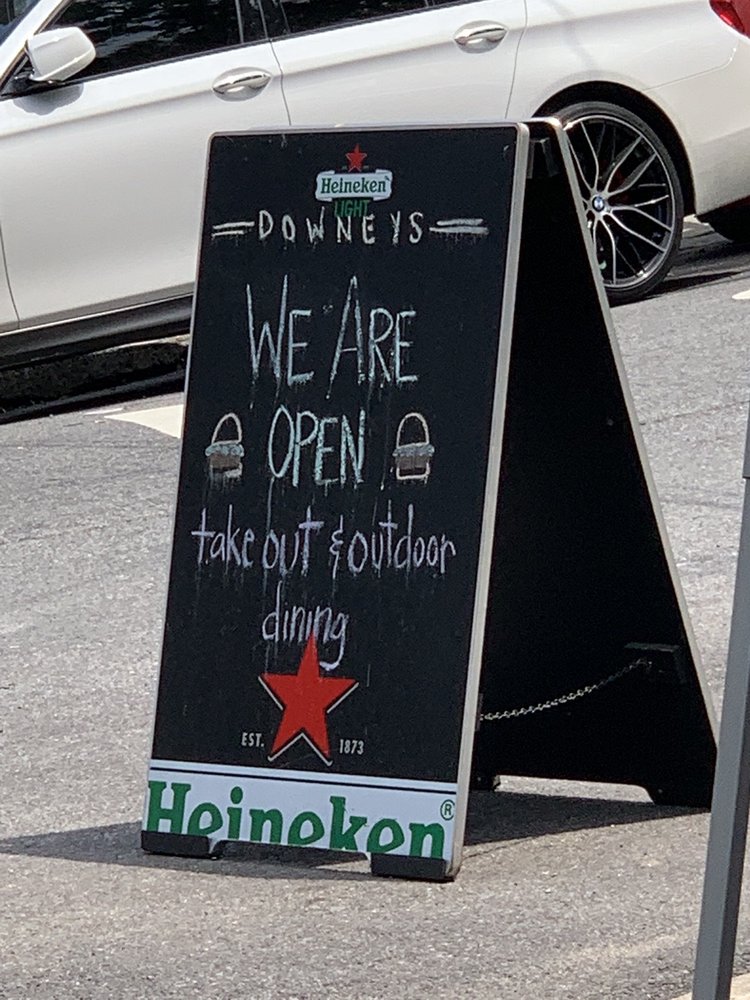 Heineken
LIGHT
DOWNEYS
WE ARE
OPEN
take out & outdoor
dining
EST. 1873
Heineken®